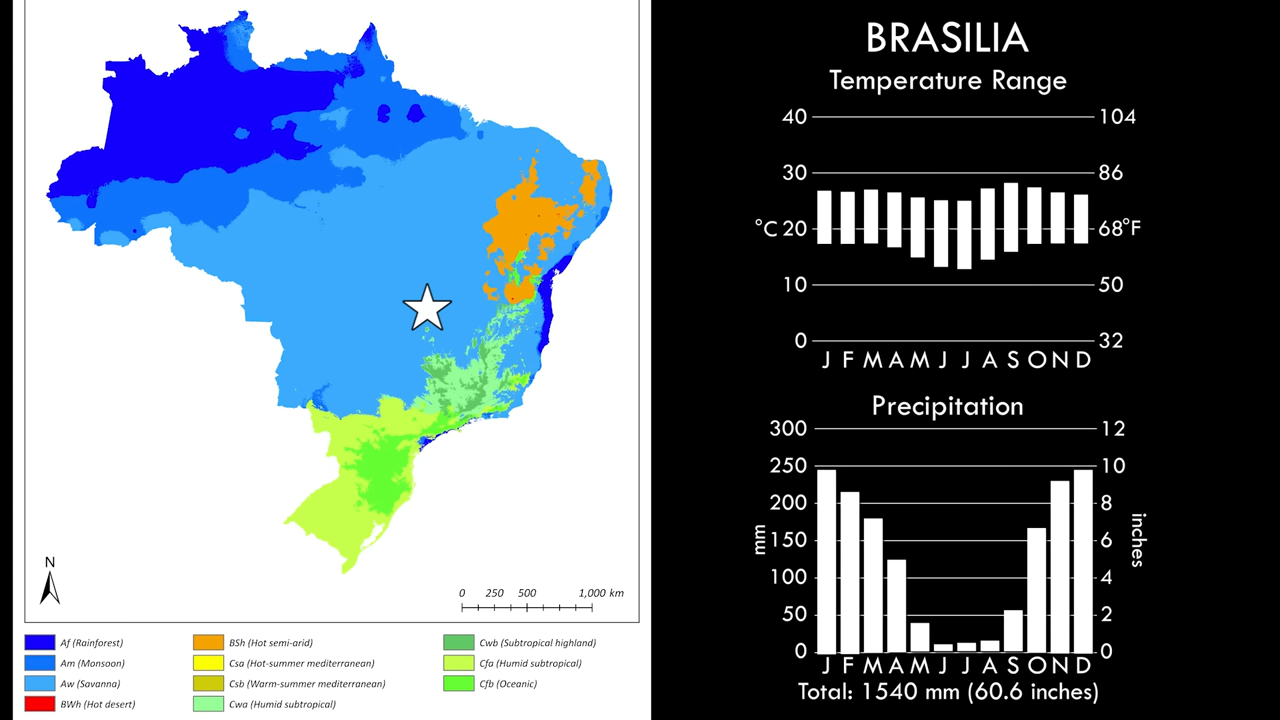 N
0 250 500 1,000 km
Af (Rainforest)
Am (Monsoon)
Aw (Savanna)
BWh (Hot desert)
BSh (Hot semi-arid)
Csa (Hot-summer mediterranean)
Csb (Warm-summer mediterranean)
Cwa (Humid subtropical)
Cwb (Subtropical highland)
Cfa (Humid subtropical)
Cfb (Oceanic)
BRASILIA
Temperature Range
40 104
30 86
°C 20 68°F
10 50
0 32
J F M A M J J A S O N D
Precipitation
300 12
250 10
200 8
mm 150 6 inches
100 4
50 2
0 0
J F M A M J J A S O N D
Total: 1540 mm (60.6 inches)